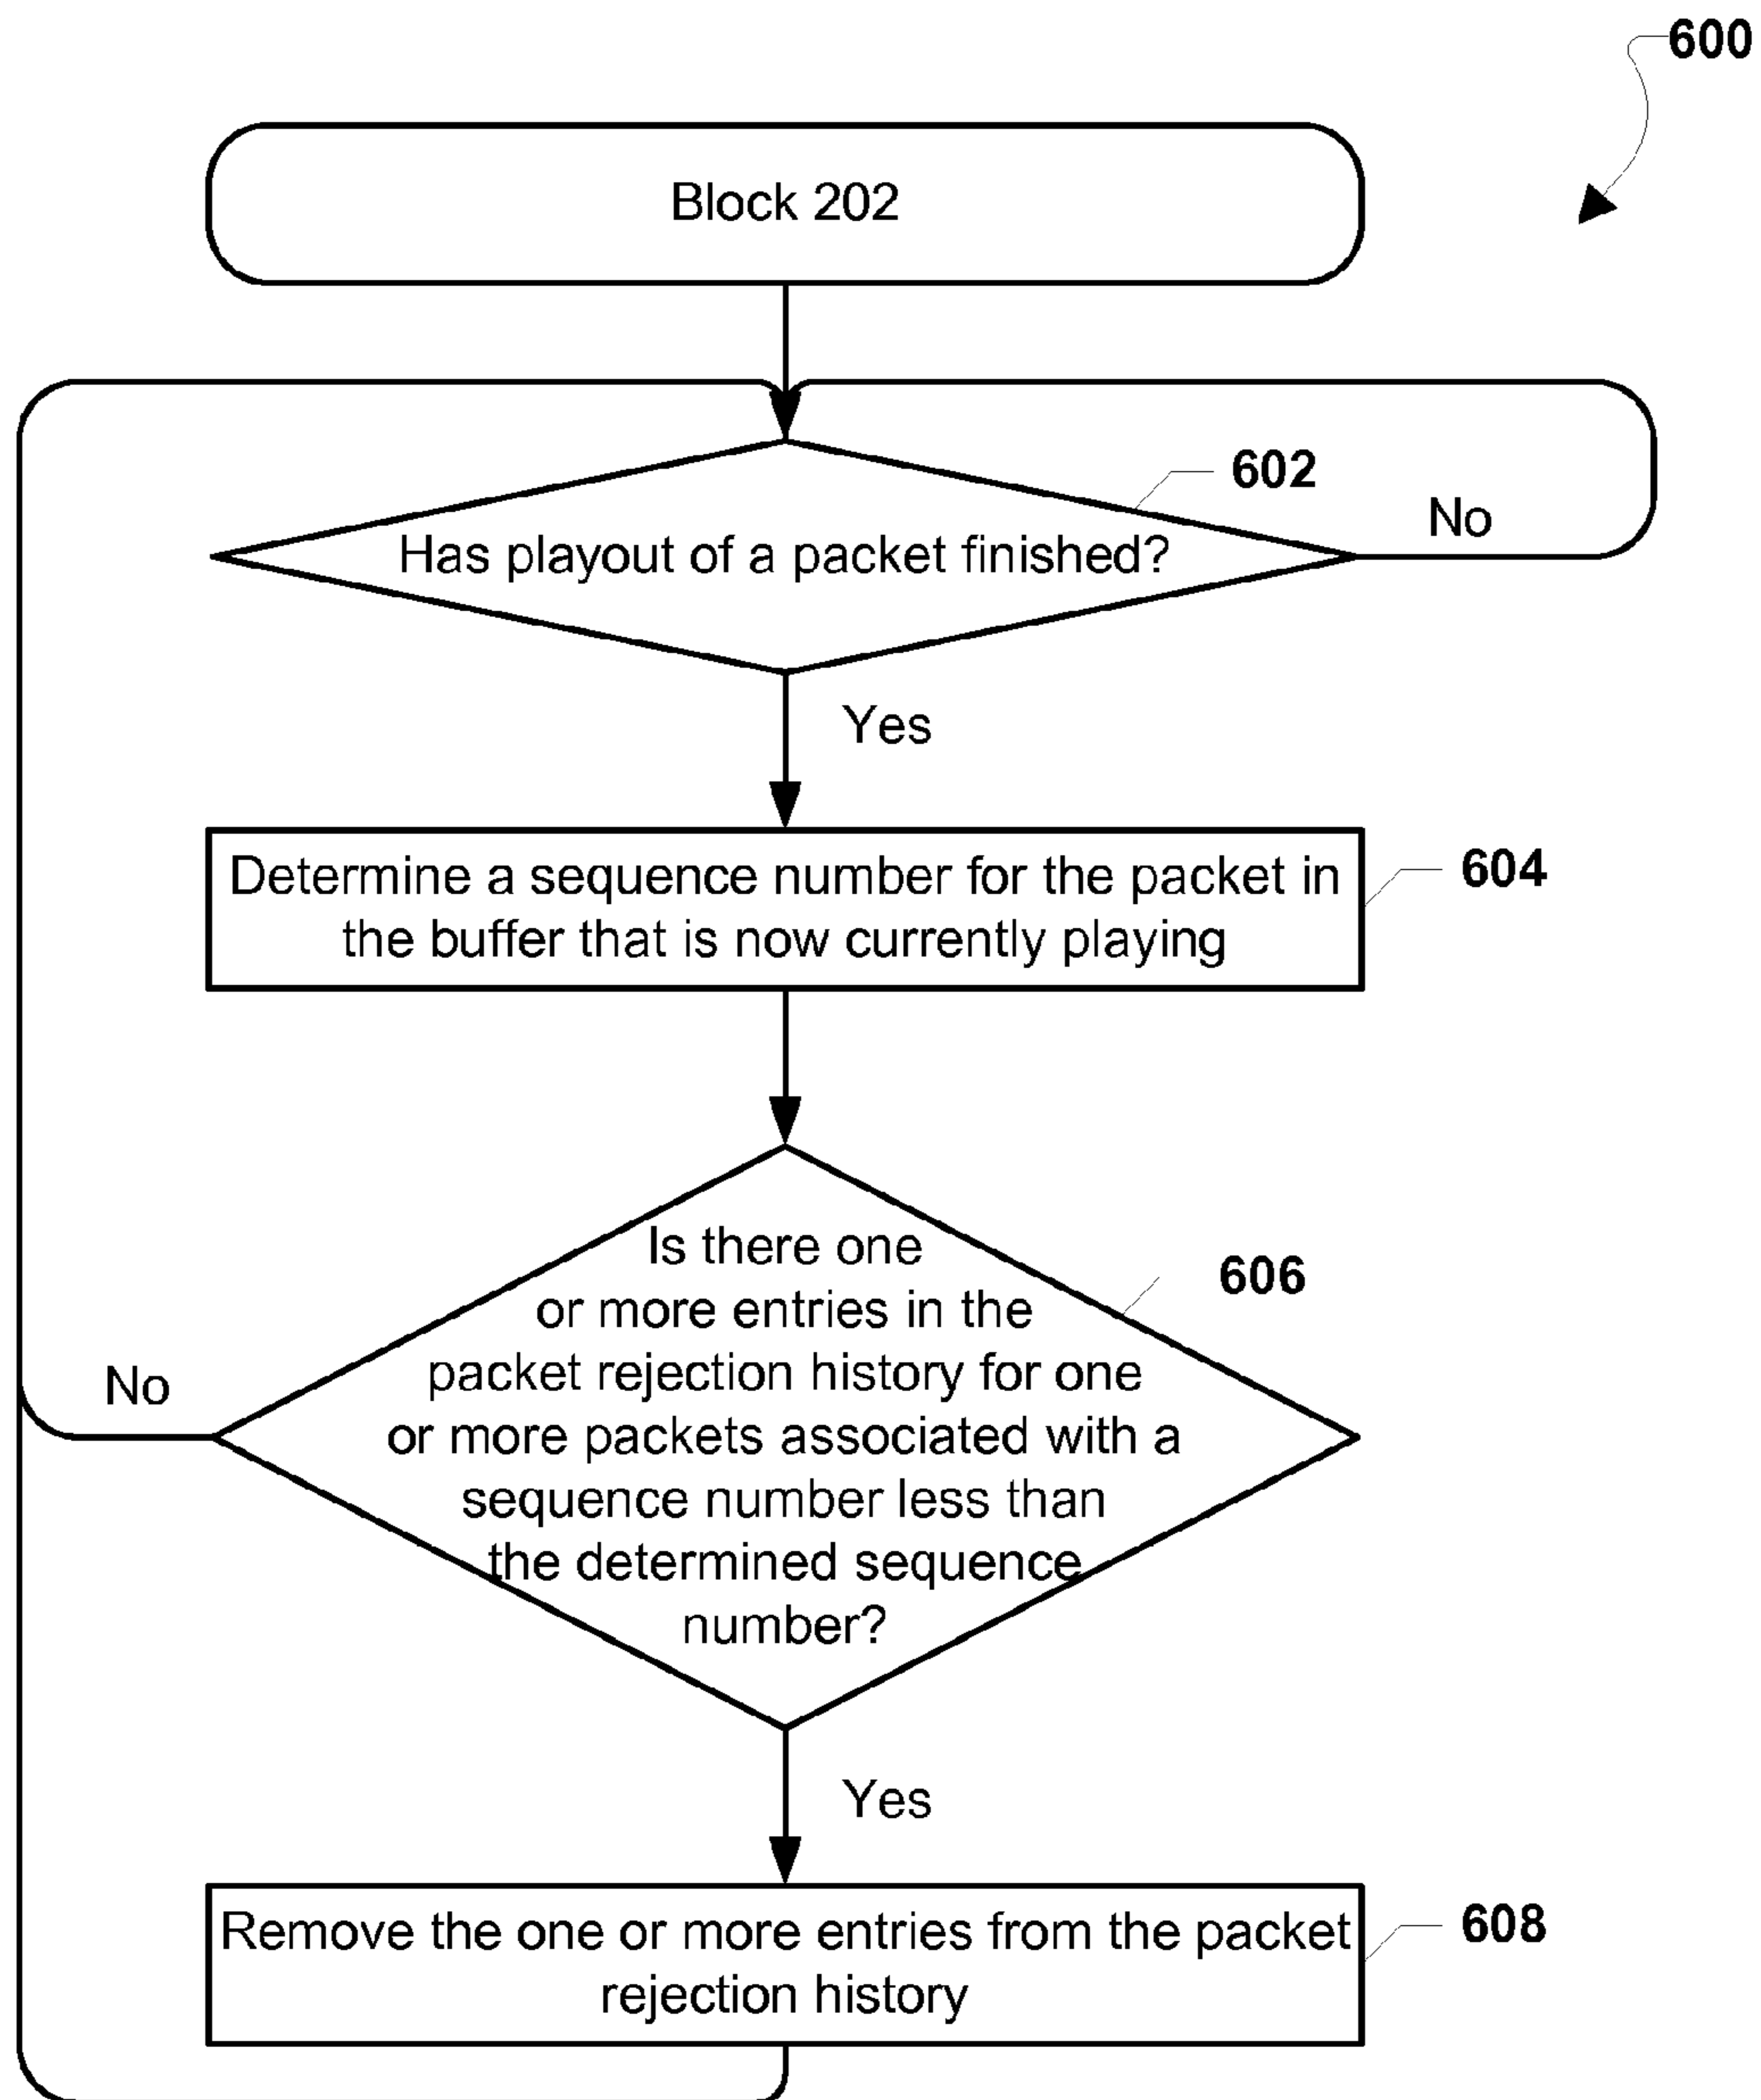 600
Block 202
602
No
Has playout of a packet finished?
Yes
Determine a sequence number for the packet in
the buffer that is now currently playing
604
Is there one
or more entries in the
packet rejection history for one
or more packets associated with a
sequence number less than
the determined sequence
number?
606
No
Yes
Remove the one or more entries from the packet
rejection history
608